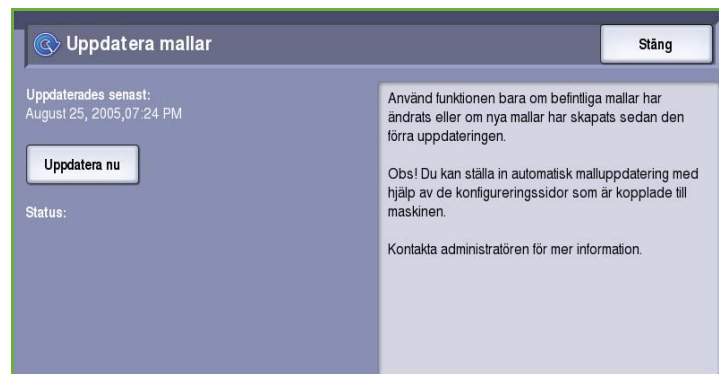 Uppdatera mallar
Stäng
Uppdaterades senast:
August 25, 2005,07:24 PM
Uppdatera nu
Status:
Använd funktionen bara om befintliga mallar har
ändrats eller om nya mallar har skapats sedan den
förra uppdateringen.
Obs! Du kan ställa in automatisk malluppdatering med
hjälp av de konfigureringssidor som är kopplade till
maskinen.
Kontakta administratören för mer information.